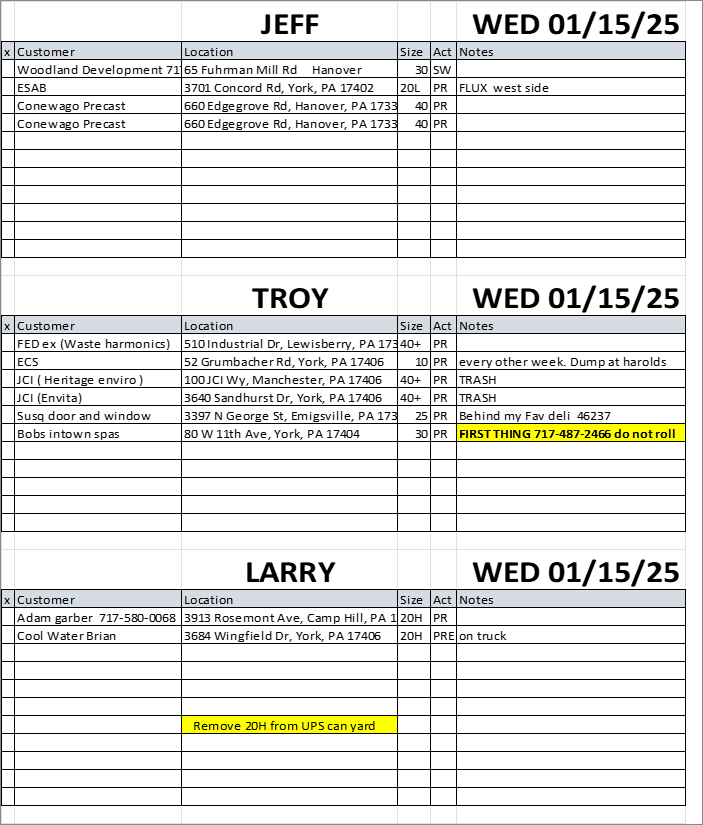 JEFF WED 01/15/25
x Customer Location Size Act Notes
Woodland Development 71 65 Fuhrman Mill Rd Hanover 30 SW
ESAB 3701 Concord Rd, York, PA 17402 20L PR FLUX west side
Conewago Precast 660 Edgegrove Rd, Hanover, PA 1733 40 PR
Conewago Precast 660 Edgegrove Rd, Hanover, PA 1733 40 PR
TROY WED 01/15/25
x Customer Location Size Act Notes
FED ex (Waste harmonics) 510 Industrial Dr, Lewisberry, PA 173 40+ PR
ECS 52 Grumbacher Rd, York, PA 17406 10 PR every other week. Dump at harolds
JCI ( Heritage enviro ) 100 JCI Wy, Manchester, PA 17406 40+ PR TRASH
JCI (Envita) 3640 Sandhurst Dr, York, PA 17406 40+ PR TRASH
Susq door and window 3397 N George St, Emigsville, PA 173 25 PR Behind my Fav deli 46237
Bobs intown spas 80 W 11th Ave, York, PA 17404 30 PR FIRST THING 717-487-2466 do not roll
LARRY WED 01/15/25
x Customer Location Size Act Notes
Adam garber 717-580-0068 3913 Rosemont Ave, Camp Hill, PA 1 20H PR
Cool Water Brian 3684 Wingfield Dr, York, PA 17406 20H PRE on truck
Remove 20H from UPS can yard